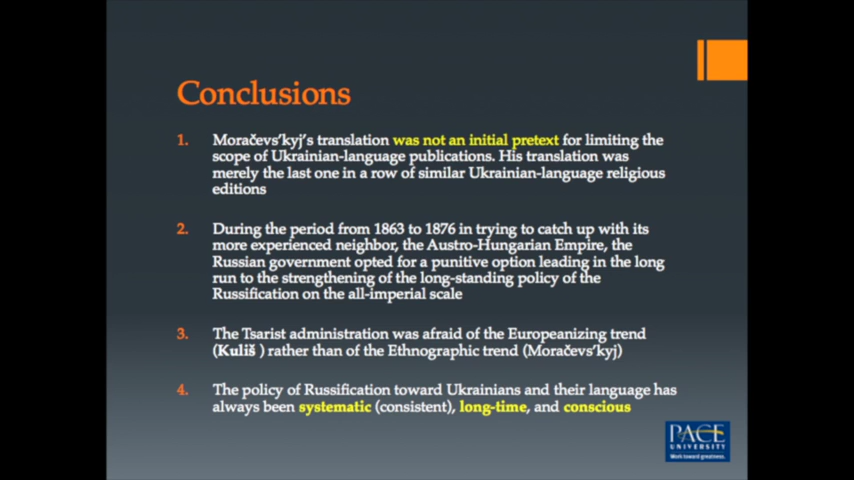 Conclusions
1. Moračevs’kyj’s translation was not an initial pretext for limiting the
scope of Ukrainian-language publications. His translation was
merely the last one in a row of similar Ukrainian-language religious
editions
2. During the period from 1863 to 1876 in trying to catch up with its
more experienced neighbor, the Austro-Hungarian Empire, the
Russian government opted for a punitive option leading in the long
run to the strengthening of the long-standing policy of the
Russification on the all-imperial scale
3. The Tsarist administration was afraid of the Europeanizing trend
(Kuliš ) rather than of the Ethnographic trend (Moračevs’kyj)
4. The policy of Russification toward Ukrainians and their language has
always been systematic (consistent), long-time, and conscious
PACE
UNIVERSITY
Work toward greatness.